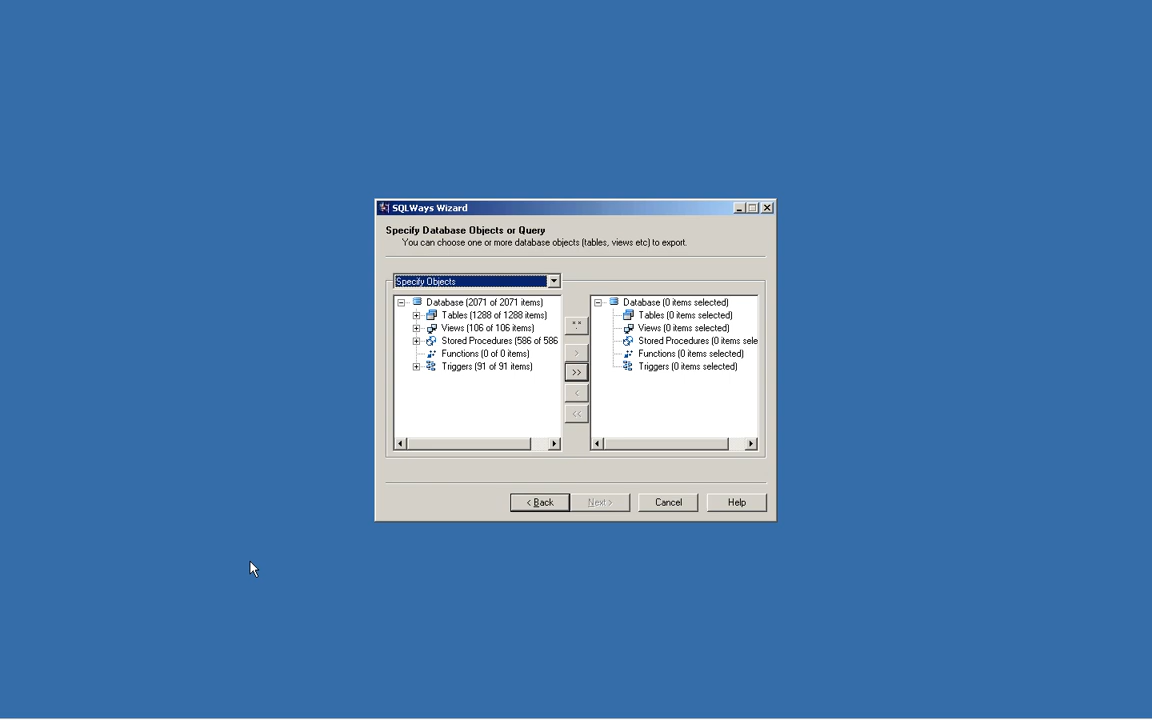 SQLWays Wizard
Specify Database Objects or Query
You can choose one or more database objects (tables, views etc) to export.
Specify Objects
Database (2071 of 2071 items)
Tables (1288 of 1288 items)
Views (106 of 106 items)
Stored Procedures (586 of 586
Functions (0 of 0 items)
Triggers (91 of 91 items)
*.*
>
>>
<
<<
Database (0 items selected)
Tables (0 items selected)
Views (0 items selected)
Stored Procedures (0 items sele
Functions (0 items selected)
Triggers (0 items selected)
< Back
Next >
Cancel
Help